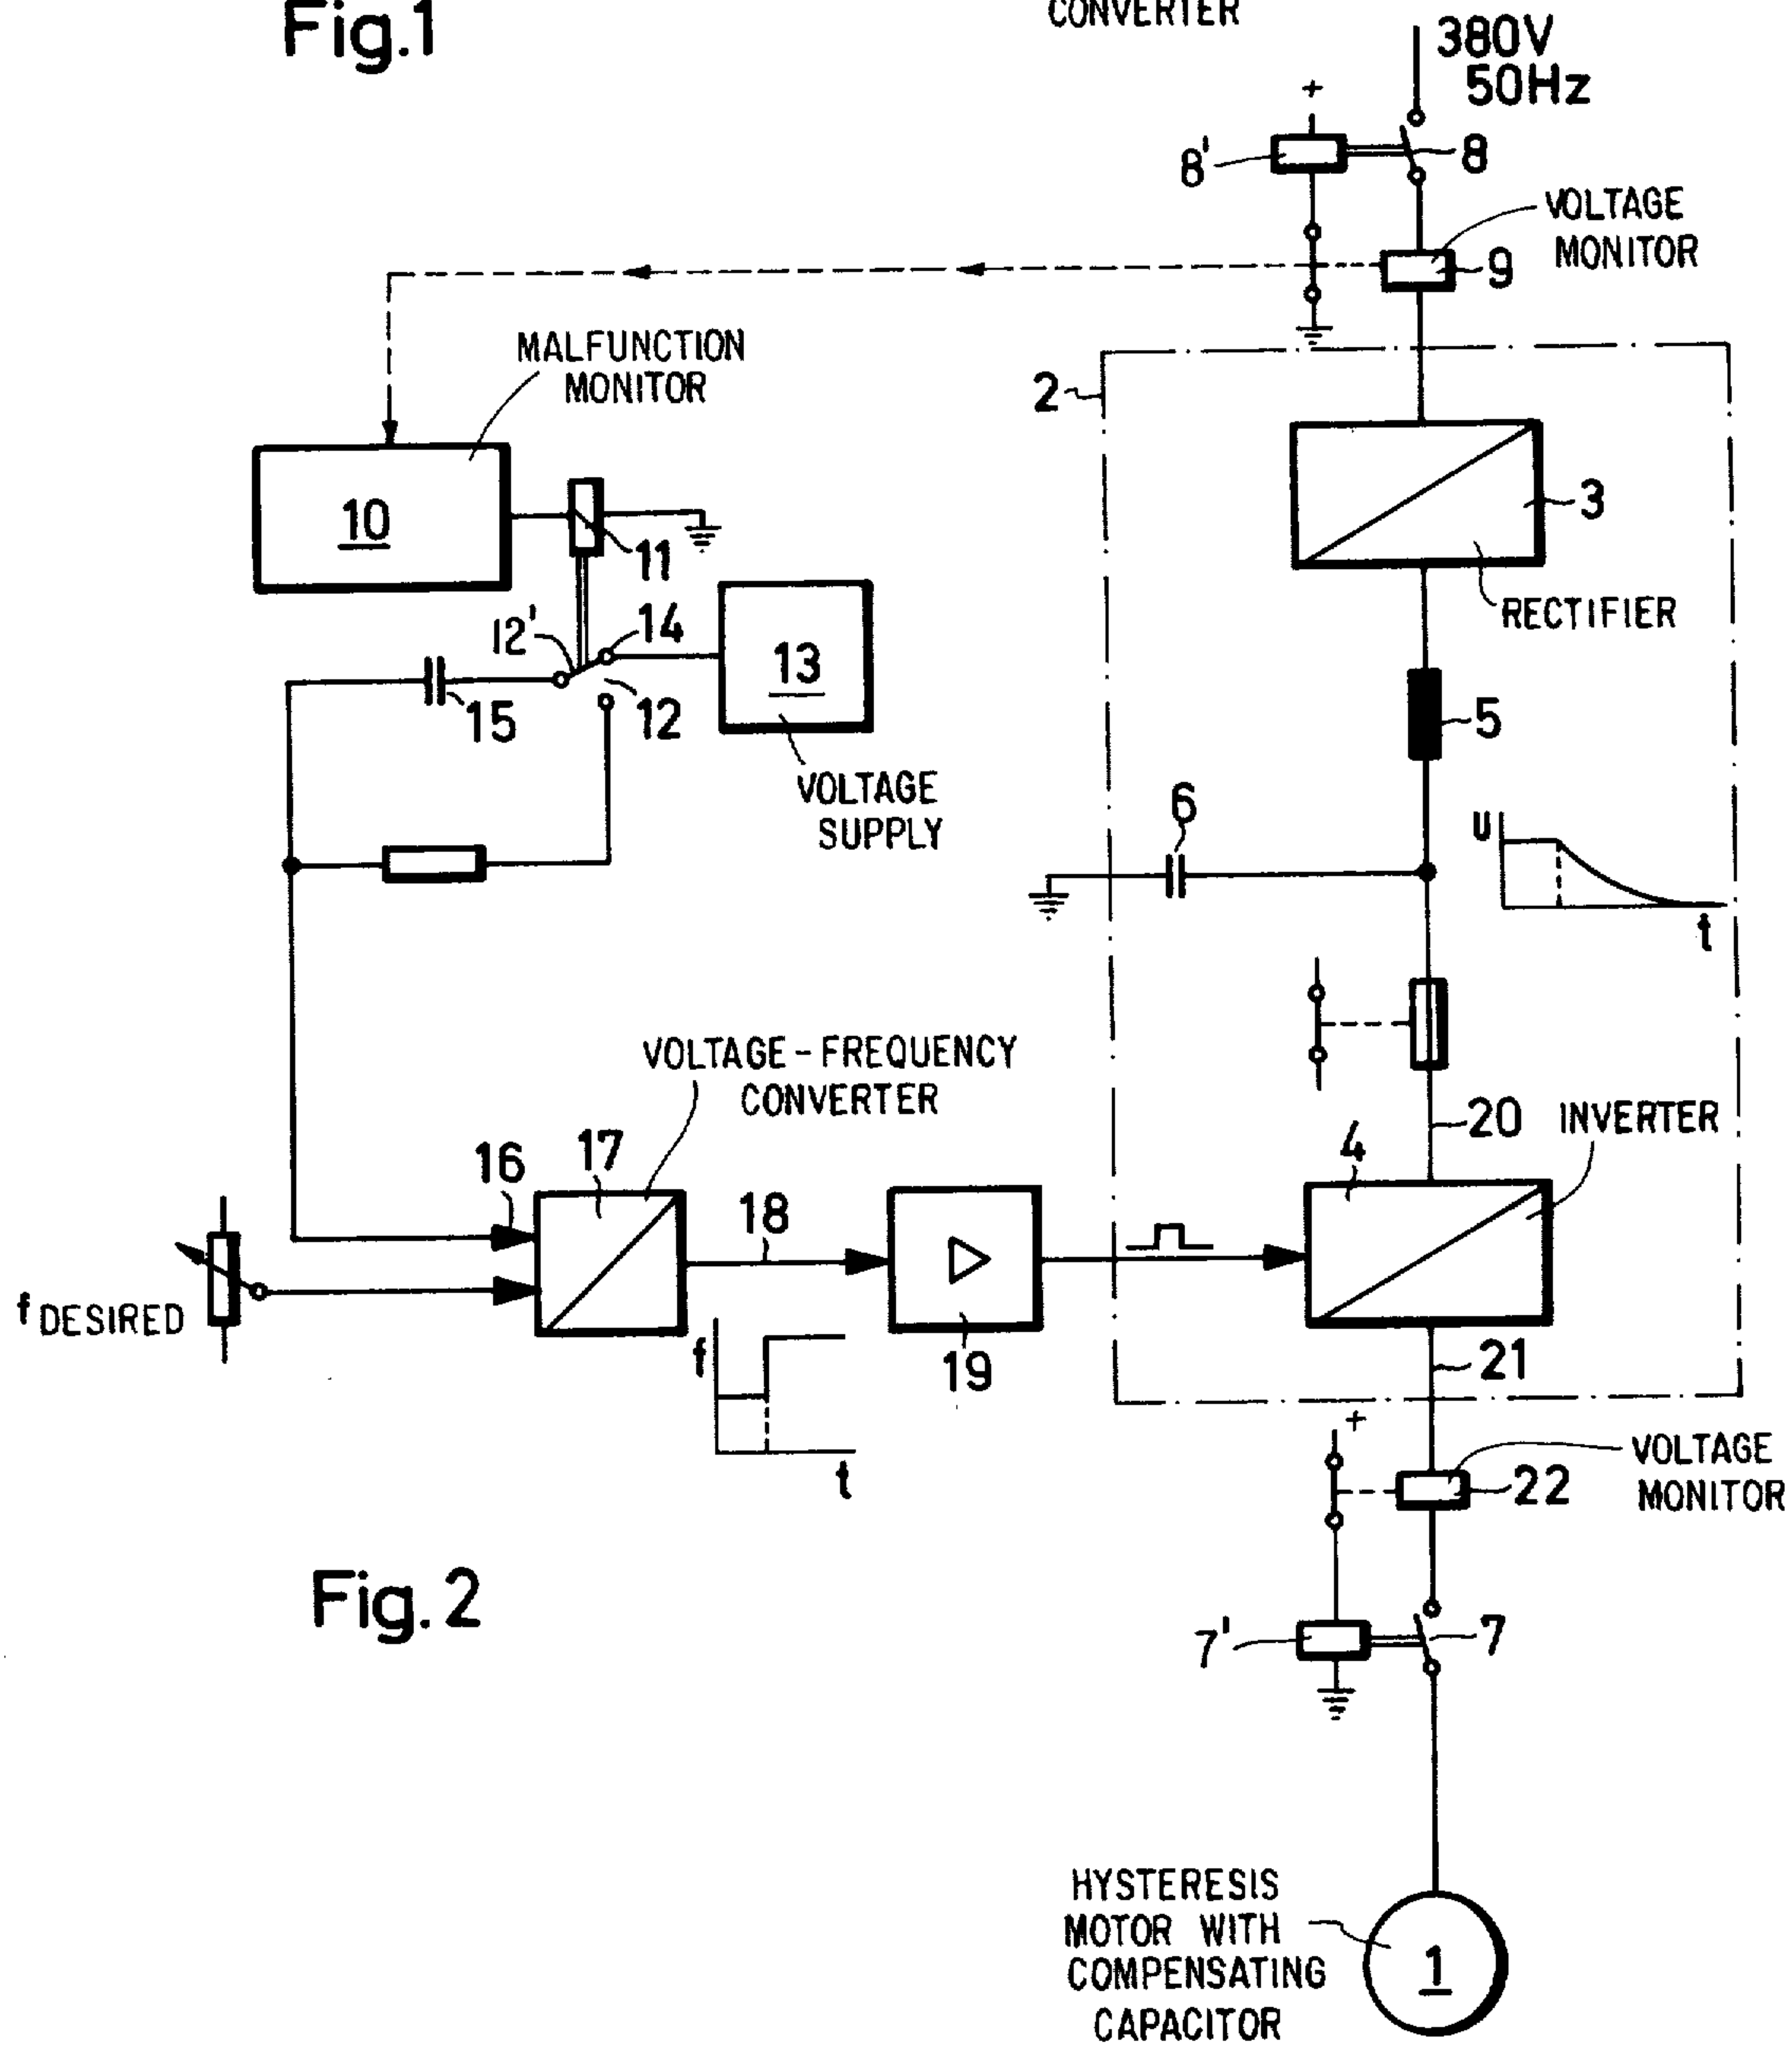 Fig.1
CONVERTER
380V
50Hz
+
8'
8
VOLTAGE
MONITOR
9
MALFUNCTION
MONITOR
2
10
3
11
RECTIFIER
12'
14
13
15
12
5
VOLTAGE
SUPPLY
6
U
t
VOLTAGE-FREQUENCY
CONVERTER
20
INVERTER
4
16
17
18
f DESIRED
19
f
t
21
+
VOLTAGE
MONITOR
22
Fig.2
7'
7
HYSTERESIS
MOTOR WITH
COMPENSATING
CAPACITOR
1